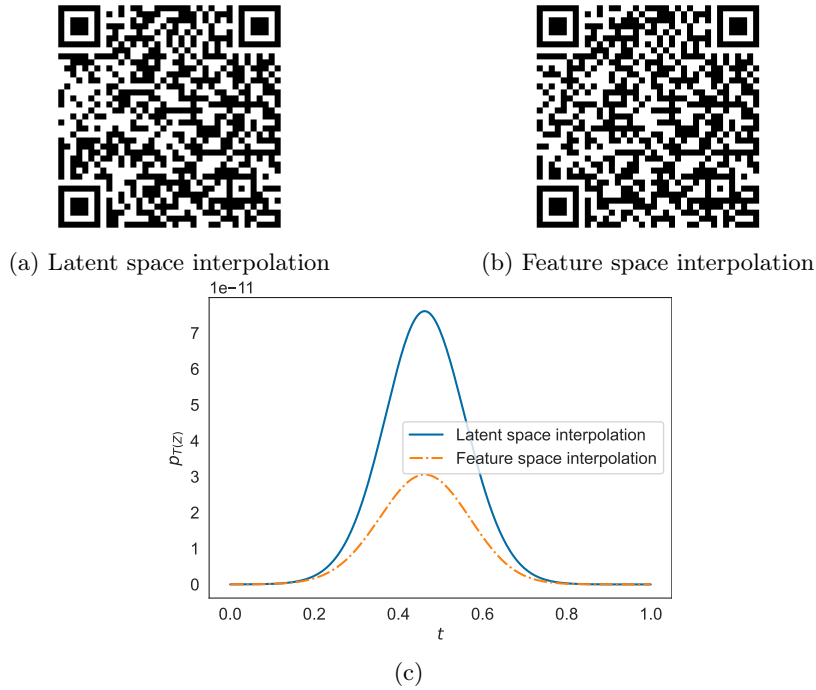 (a) Latent space interpolation
(b) Feature space interpolation
1e−11
7
6
5
4
3
2
1
0
p_T(Z)
Latent space interpolation
Feature space interpolation
0.0 0.2 0.4 0.6 0.8 1.0
t
(c)